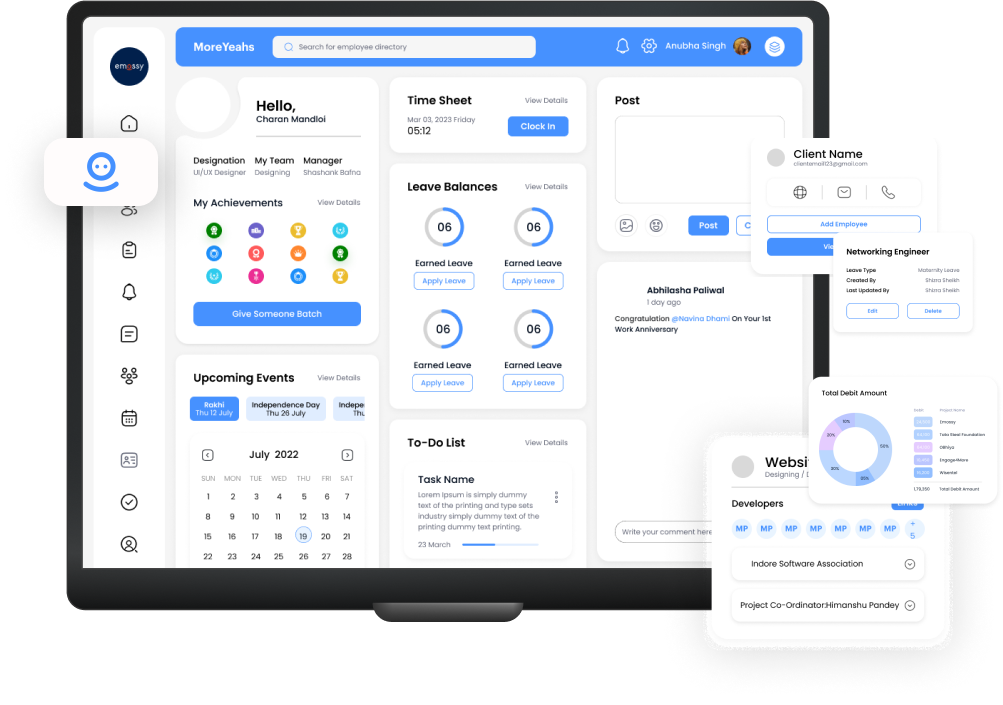 emossy
MoreYeahs
Search for employee directory
Anubha Singh
Hello,
Charan Mandloi
Designation My Team Manager
UI/UX Designer Designing Shashank Bafna
My Achievements View Details
Give Someone Batch
Upcoming Events View Details
Rakhi
Thu 12 July
Independence Day
Thu 26 July
Indepe
Thu
July 2022
SUN MON TUE WED THU FRI SAT
1 2 3 4 5 6 7
8 9 10 11 12 13 14
15 16 17 18 19 20 21
22 23 24 25 26 27 28
Time Sheet View Details
Mar 03, 2023 Friday
05:12
Clock In
Leave Balances View Details
06 06
Earned Leave Earned Leave
Apply Leave Apply Leave
06 06
Earned Leave Earned Leave
Apply Leave Apply Leave
To-Do List View Details
Task Name
Lorem Ipsum is simply dummy
text of the printing and type sets
industry simply dummy text of the
printing dummy text printing.
23 March
Post
Post C
Abhilasha Paliwal
1 day ago
Congratulation @Navina Dhami On Your 1st
Work Anniversary
Write your comment here
Client Name
clientemail123@gmail.com
Add Employee
Vie
Networking Engineer
Leave Type Maternity Leave
Created By Shizra Sheikh
Last Updated By Shizra Sheikh
Edit Delete
Total Debit Amount
10%
20%
50%
30%
Debit Project Name
Emossy
Tata Steel Foundation
Engage4More
Wisentel
1,79,350 Total Debit Amount
Websi
Designing / D
Developers
MP MP MP MP MP MP MP +
5
Indore Software Association
Project Co-Ordinator:Himanshu Pandey